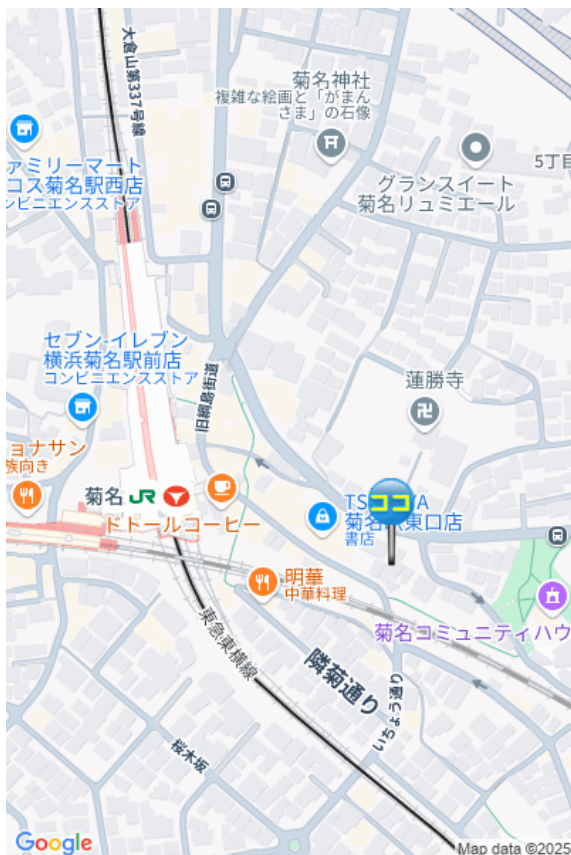 大倉山第337号線
菊名神社
複雑な絵画と「がまん
さま」の石像
5丁目
ァミリーマート
コス菊名駅西店
ンビニエンスストア
グランスイート
菊名リュミエール
セブン-イレブン
横浜菊名駅前店
コンビニエンスストア
旧綱島街道
蓮勝寺
ョナサン
族向き
菊名 JR
ドトールコーヒー
ココ
TS YA
菊名 東口店
書店
明華
中華料理
菊名コミュニティハウ
東急東横線
隣菊通り
いちょう通り
桜木坂
Google
Map data ©2025